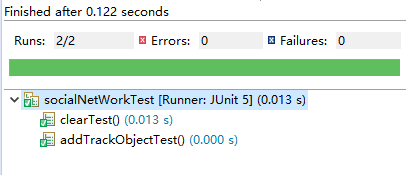 Finished after 0.122 seconds
Runs: 2/2 Errors: 0 Failures: 0
socialNetWorkTest [Runner: JUnit 5] (0.013 s)
clearTest() (0.013 s)
addTrackObjectTest() (0.000 s)